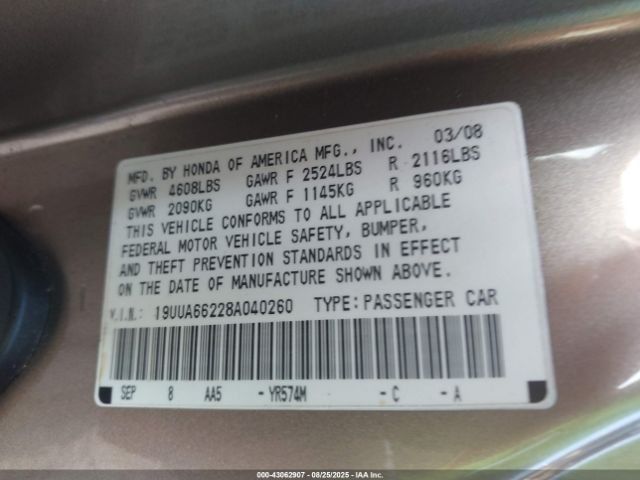 MFD. BY HONDA OF AMERICA MFG., INC. 03/08
GVWR 4608LBS GAWR F 2524LBS R 2116LBS
GVWR 2090KG GAWR F 1145KG R 960KG
THIS VEHICLE CONFORMS TO ALL APPLICABLE
FEDERAL MOTOR VEHICLE SAFETY, BUMPER,
AND THEFT PREVENTION STANDARDS IN EFFECT
ON THE DATE OF MANUFACTURE SHOWN ABOVE.
V.I.N.: 19UUA66228A040260 TYPE: PASSENGER CAR
SEP 8 AA5 -YR574M -C -A
000-43062907 - 08/25/2025 - IAA Inc.